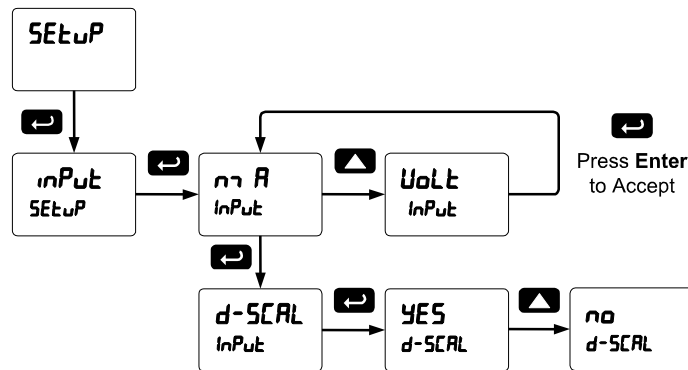 SEtuP
inPut
SEtuP
mA
InPut
VoLt
InPut
Press Enter
to Accept
d-SCAL
InPut
YES
d-SCAL
no
d-SCAL